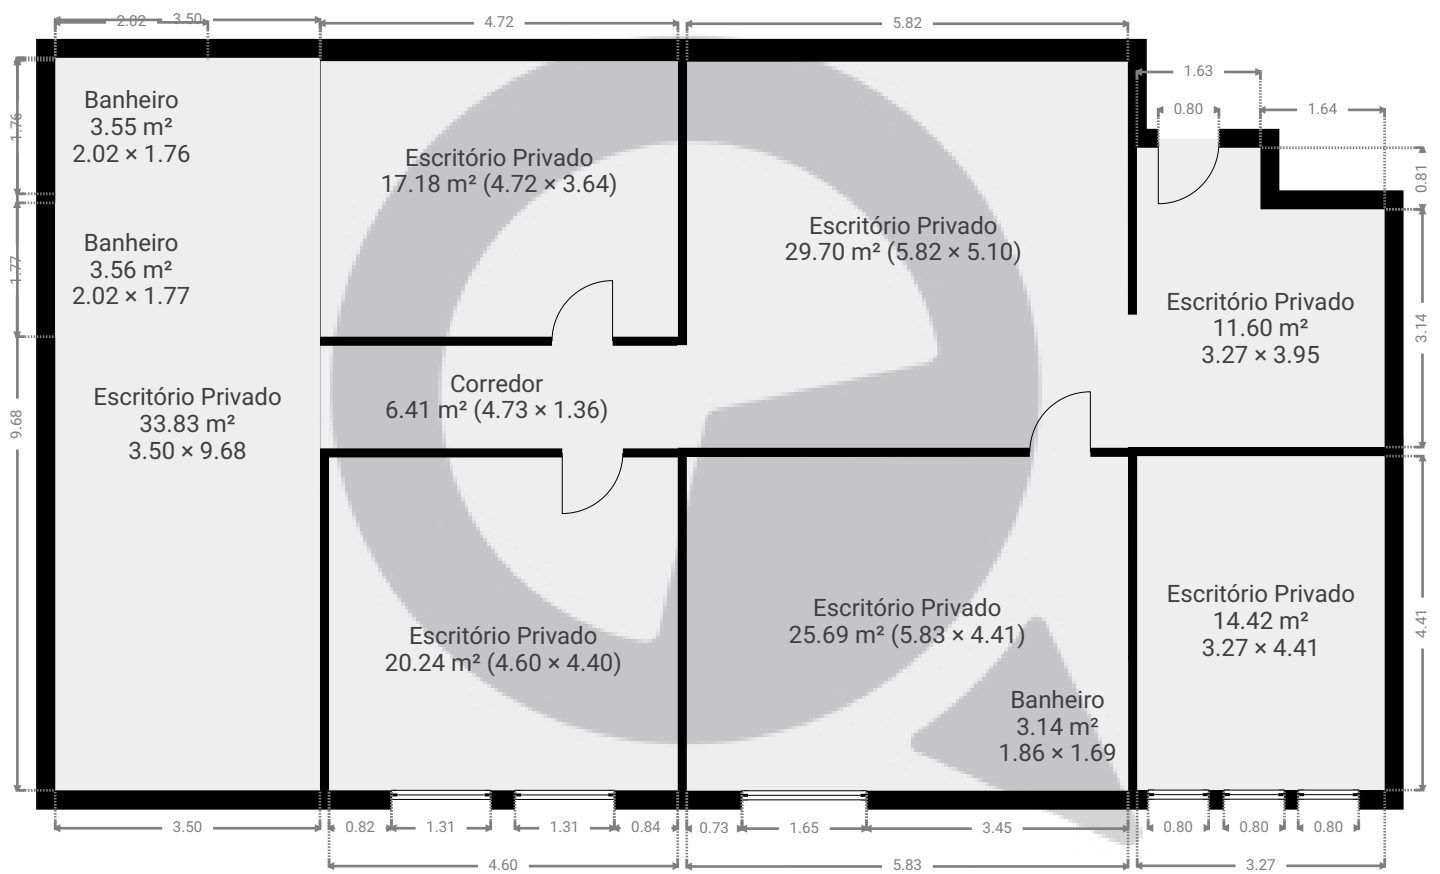 2.02
3.50
4.72
5.82
1.63
0.80
1.64
1.76
1.77
9.68
0.81
3.14
4.41
Banheiro
3.55 m²
2.02 × 1.76
Banheiro
3.56 m²
2.02 × 1.77
Escritório Privado
33.83 m²
3.50 × 9.68
Escritório Privado
17.18 m² (4.72 × 3.64)
Corredor
6.41 m² (4.73 × 1.36)
Escritório Privado
29.70 m² (5.82 × 5.10)
Escritório Privado
11.60 m²
3.27 × 3.95
Escritório Privado
20.24 m² (4.60 × 4.40)
Escritório Privado
25.69 m² (5.83 × 4.41)
Banheiro
3.14 m²
1.86 × 1.69
Escritório Privado
14.42 m²
3.27 × 4.41
3.50
0.82
1.31
1.31
0.84
0.73
1.65
3.45
0.80
0.80
0.80
4.60
5.83
3.27